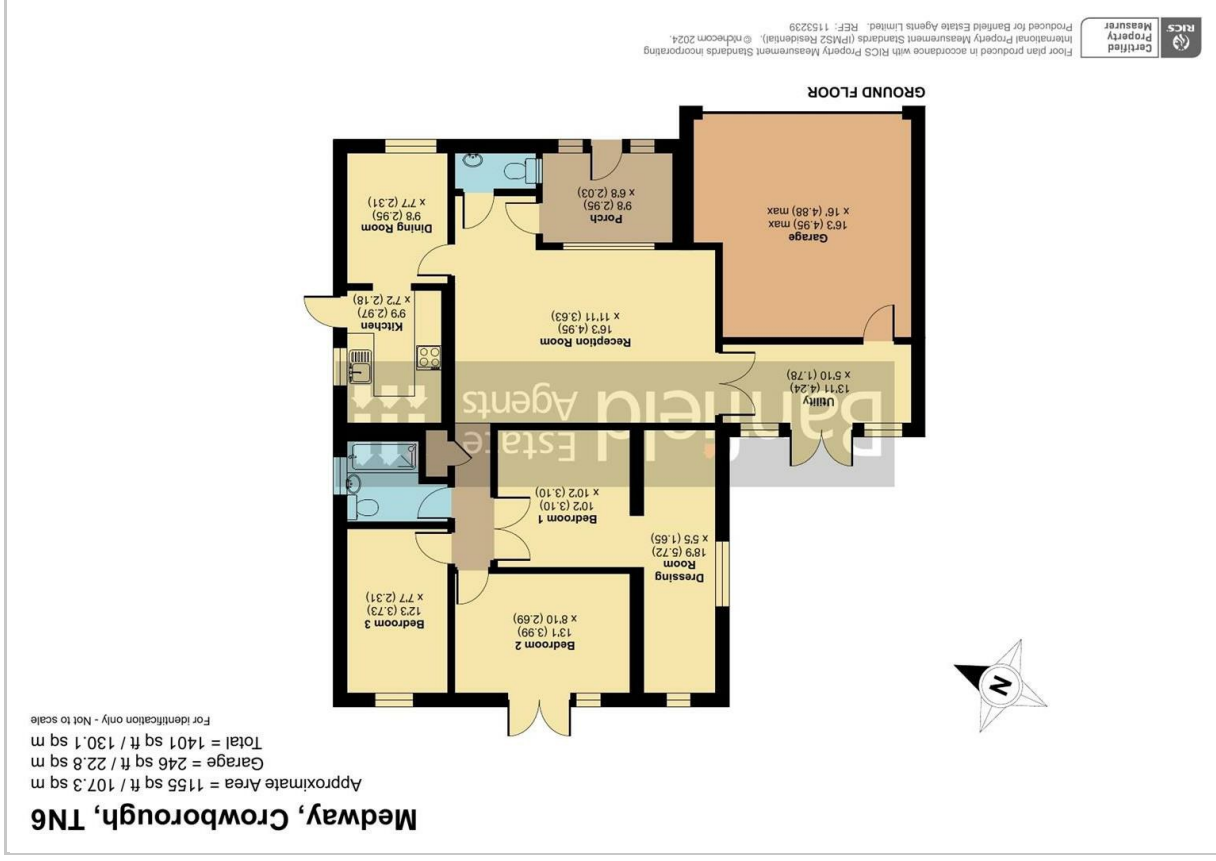 Medway, Crowborough, TN6
Approximate Area = 1155 sq ft / 107.3 sq m
Garage = 246 sq ft / 22.8 sq m
Total = 1401 sq ft / 130.1 sq m
For identification only - Not to scale
N
Bedroom 2
13'1 (3.99)
x 8'10 (2.69)
Bedroom 3
12'3 (3.73)
x 7'7 (2.31)
Dressing
Room
18'9 (5.72)
x 5'5 (1.65)
Bedroom 1
10'2 (3.10)
x 10'2 (3.10)
Banfield
Estate
Agents
Utility
13'11 (4.24)
x 5'10 (1.78)
Reception Room
16'3 (4.95)
x 11'11 (3.63)
Kitchen
9'9 (2.97)
x 7'2 (2.18)
Garage
16'3 (4.95) max
x 16' (4.88) max
Porch
9'8 (2.95)
x 6'8 (2.03)
Dining Room
9'8 (2.95)
x 7'7 (2.31)
GROUND FLOOR
RICS
Certified
Property
Measurer
Floor plan produced in accordance with RICS Property Measurement Standards incorporating
International Property Measurement Standards (IPMS2 Residential). © nichecom 2024.
Produced for Banfield Estate Agents Limited. REF: 1153239